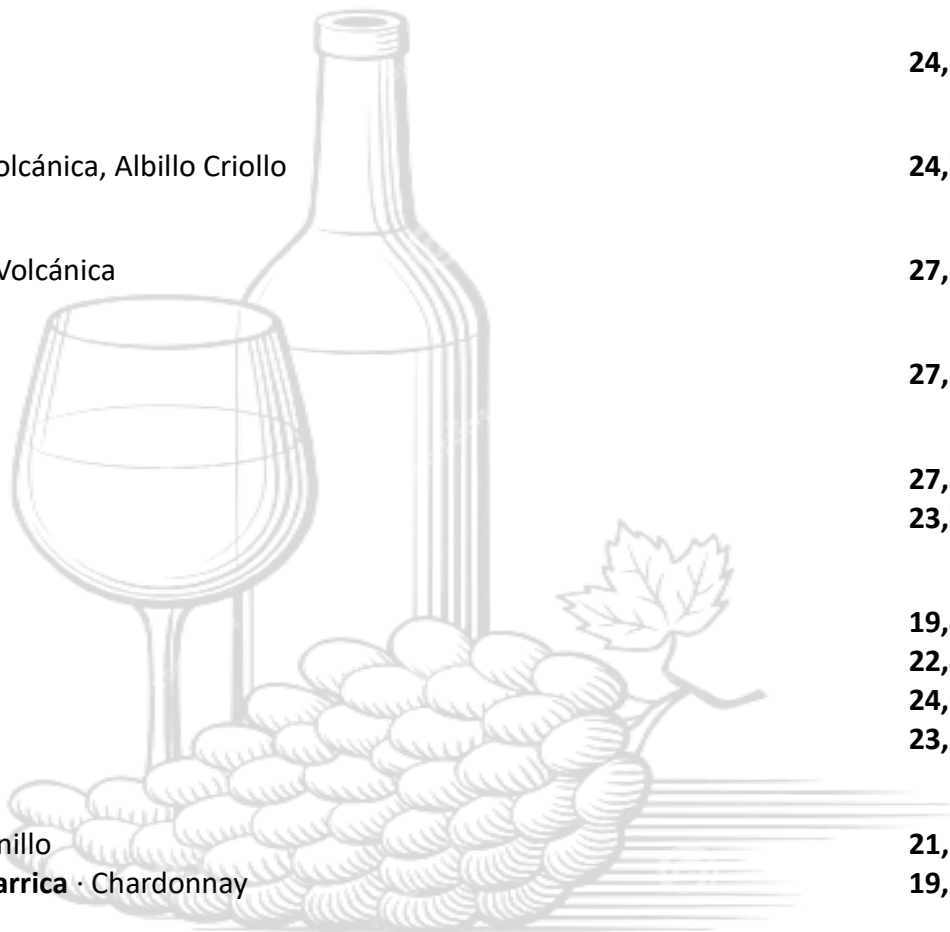 24,
olcánica, Albillo Criollo 24,
Volcánica 27,
27,
27,
23,
19,
22,
24,
23,
nillo 21,
arrica · Chardonnay 19,